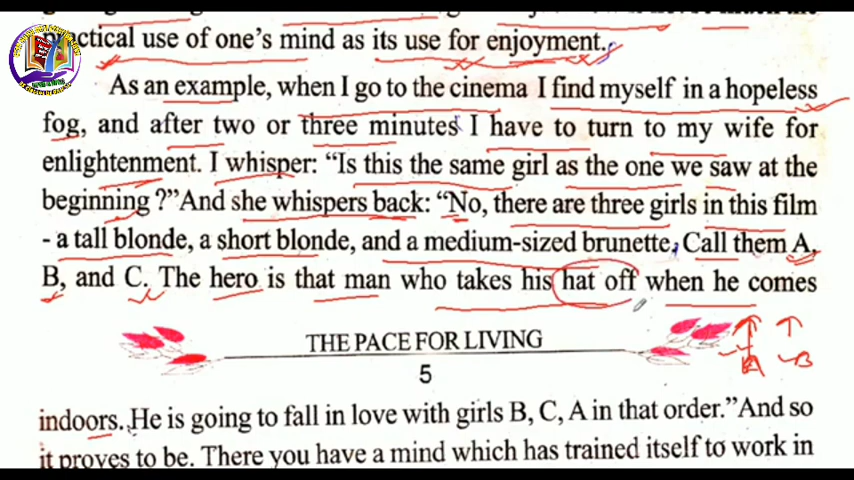 practical use of one's mind as its use for enjoyment.
As an example, when I go to the cinema I find myself in a hopeless
fog, and after two or three minutes I have to turn to my wife for
enlightenment. I whisper: "Is this the same girl as the one we saw at the
beginning ?"And she whispers back: "No, there are three girls in this film
- a tall blonde, a short blonde, and a medium-sized brunette, Call them A,
B, and C. The hero is that man who takes his hat off when he comes
THE PACE FOR LIVING
5
indoors. He is going to fall in love with girls B, C, A in that order."And so
it proves to be. There you have a mind which has trained itself to work in